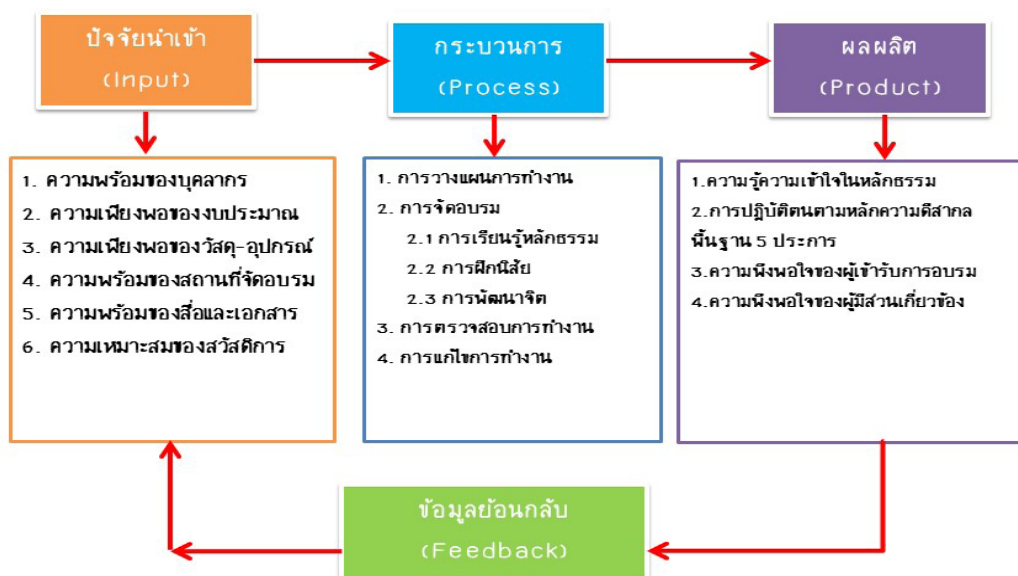 ปัจจัยนำเข้า
(Input)
กระบวนการ
(Process)
ผลผลิต
(Product)
1. ความพร้อมของบุคลากร
2. ความเพียงพอของงบประมาณ
3. ความเพียงพอของวัสดุ-อุปกรณ์
4. ความพร้อมของสถานที่จัดอบรม
5. ความพร้อมของสื่อและเอกสาร
6. ความเหมาะสมของสวัสดิการ
1. การวางแผนการทำงาน
2. การจัดอบรม
2.1 การเรียนรู้หลักธรรม
2.2 การฝึกนิสัย
2.3 การพัฒนาจิต
3. การตรวจสอบการทำงาน
4. การแก้ไขการทำงาน
1.ความรู้ความเข้าใจในหลักธรรม
2.การปฏิบัติตนตามหลักความดีสากล
พื้นฐาน 5 ประการ
3.ความพึงพอใจของผู้เข้ารับการอบรม
4.ความพึงพอใจของผู้มีส่วนเกี่ยวข้อง
ข้อมูลย้อนกลับ
(Feedback)